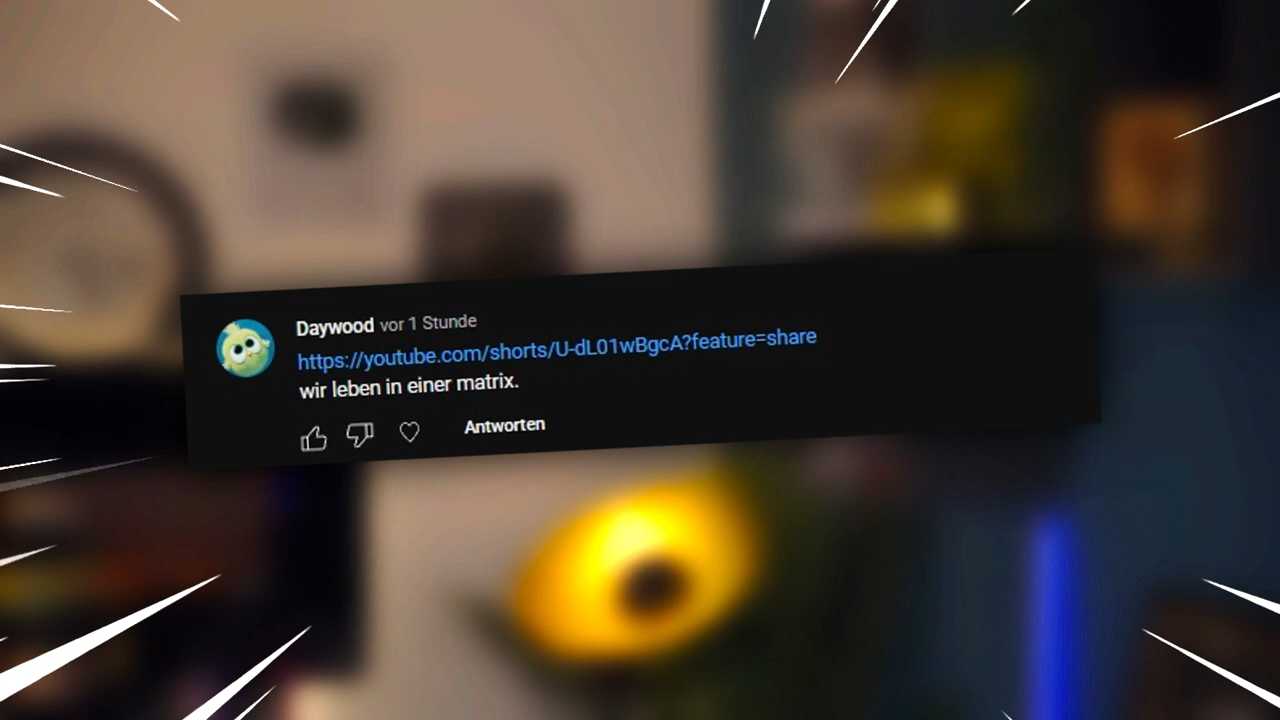 Daywood vor 1 Stunde
https://youtube.com/shorts/U-dL01wBgcA?feature=share
wir leben in einer matrix.
Antworten